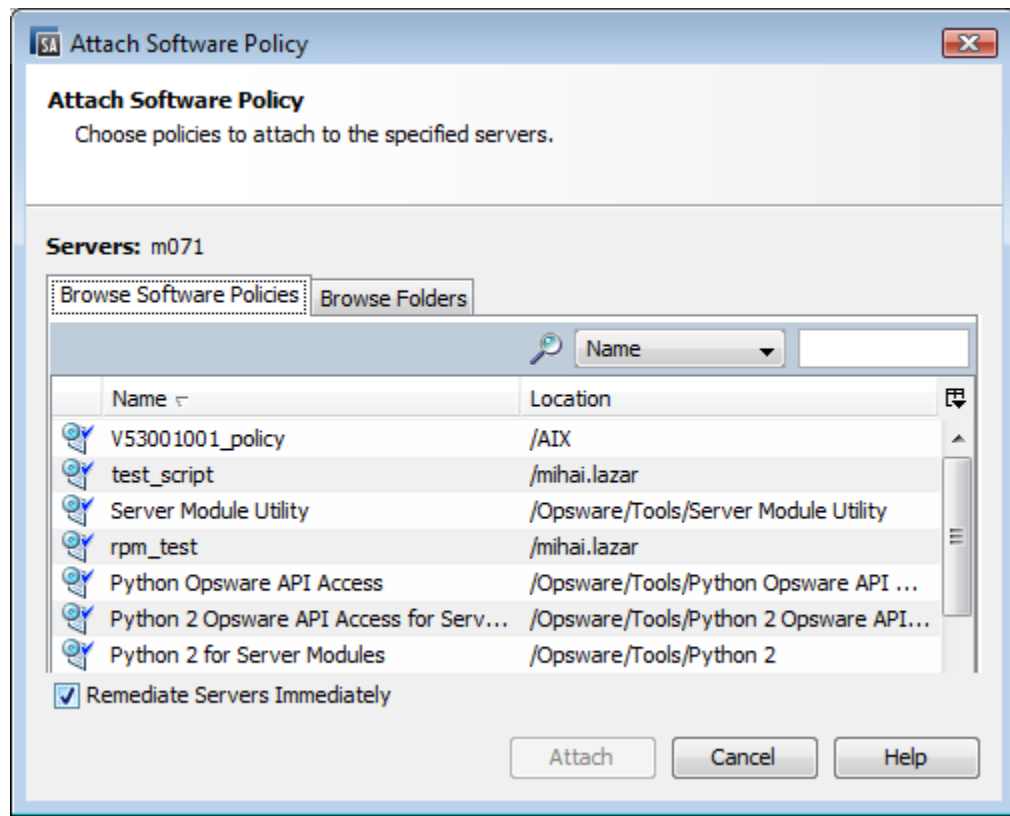 SA Attach Software Policy
Attach Software Policy
Choose policies to attach to the specified servers.
Servers: m071
Browse Software Policies Browse Folders
Name
Name Location
V53001001_policy /AIX
test_script /mihai.lazar
Server Module Utility /Opsware/Tools/Server Module Utility
rpm_test /mihai.lazar
Python Opsware API Access /Opsware/Tools/Python Opsware API ...
Python 2 Opsware API Access for Serv... /Opsware/Tools/Python 2 Opsware API...
Python 2 for Server Modules /Opsware/Tools/Python 2
Remediate Servers Immediately
Attach Cancel Help